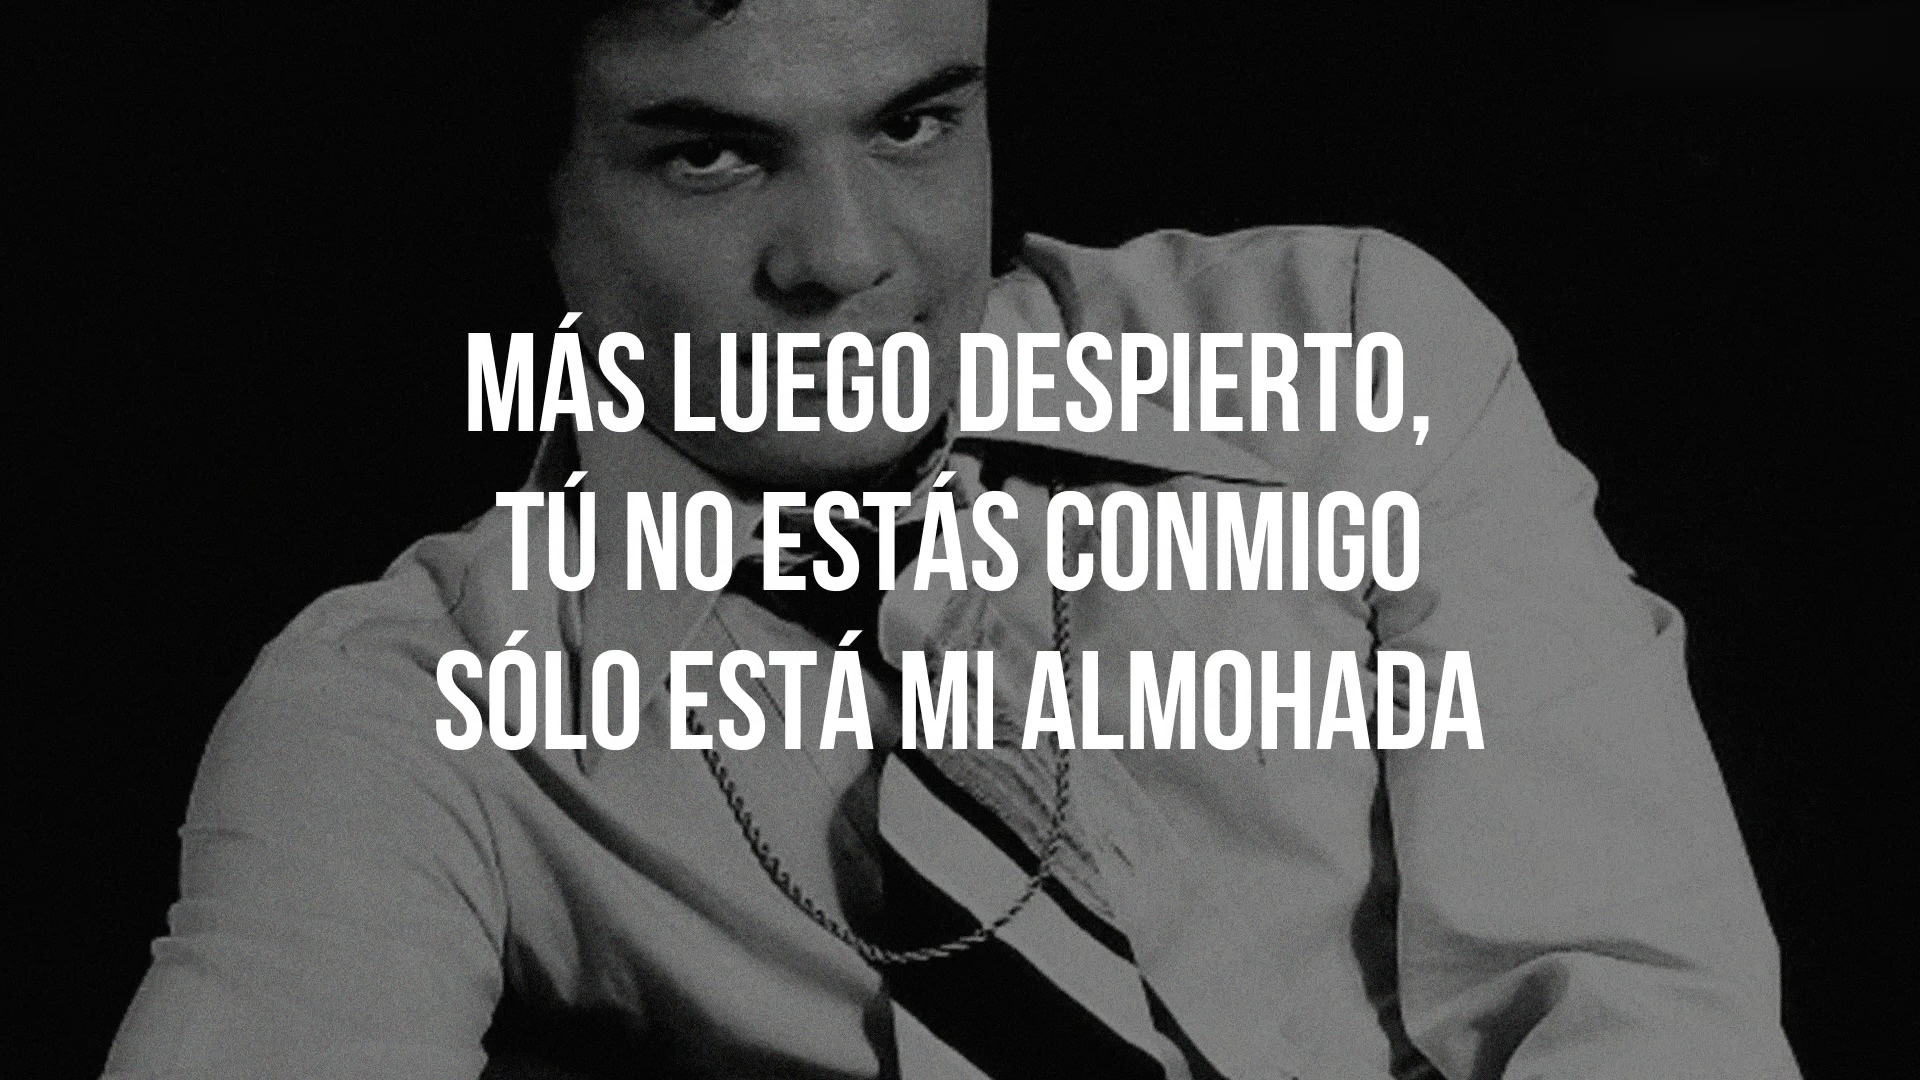 MÁS LUEGO DESPIERTO,
TÚ NO ESTÁS CONMIGO
SÓLO ESTÁ MI ALMOHADA